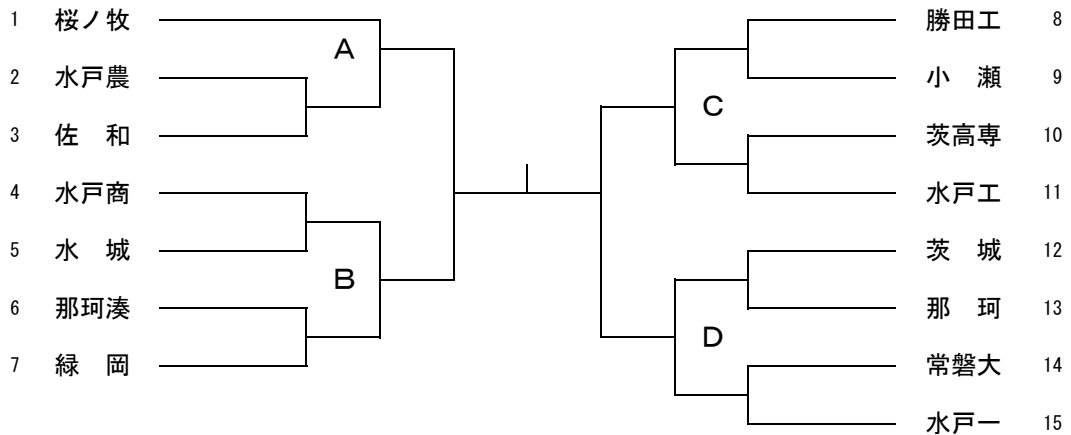 1 桜ノ牧
2 水戸農
3 佐 和
4 水戸商
5 水 城
6 那珂湊
7 緑 岡
A
B
C
D
勝田工 8
小 瀬 9
茨高専 10
水戸工 11
茨 城 12
那 珂 13
常磐大 14
水戸一 15